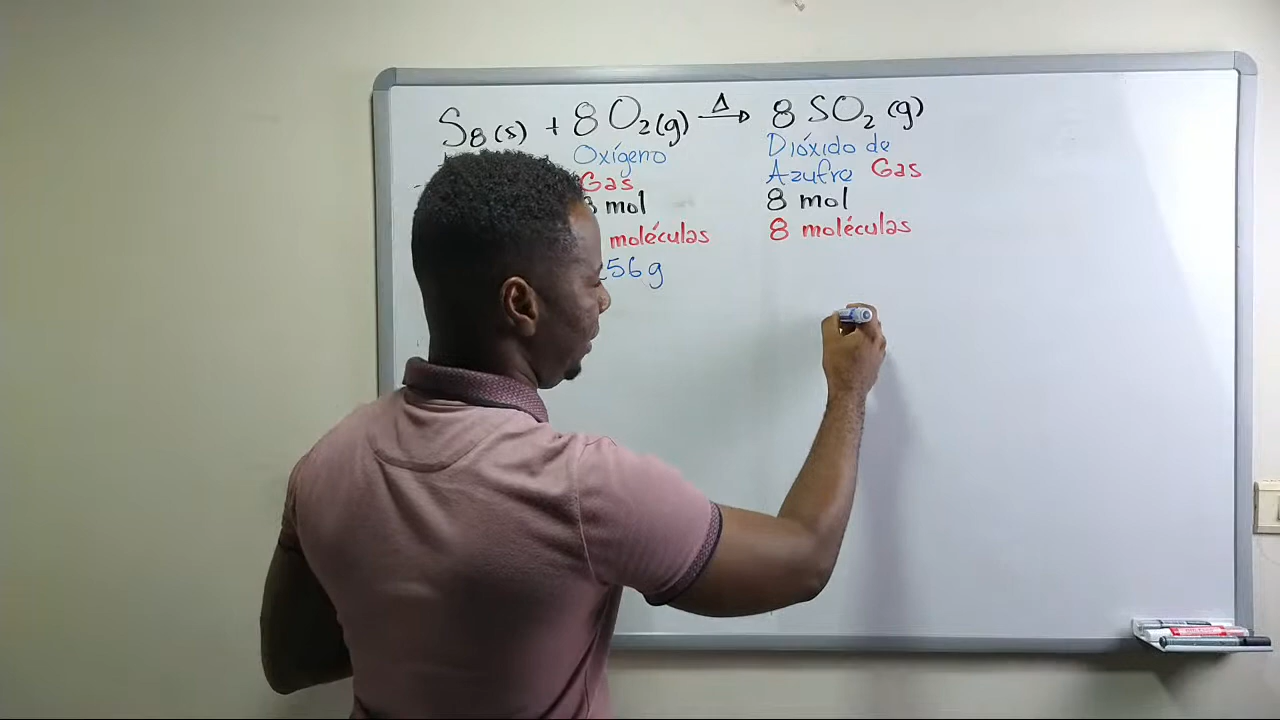 S₈(s) + 8 O₂(g) Δ→ 8 SO₂ (g)
Oxígeno Dióxido de
Gas Azufre Gas
mol 8 mol
moléculas 8 moléculas
56 g